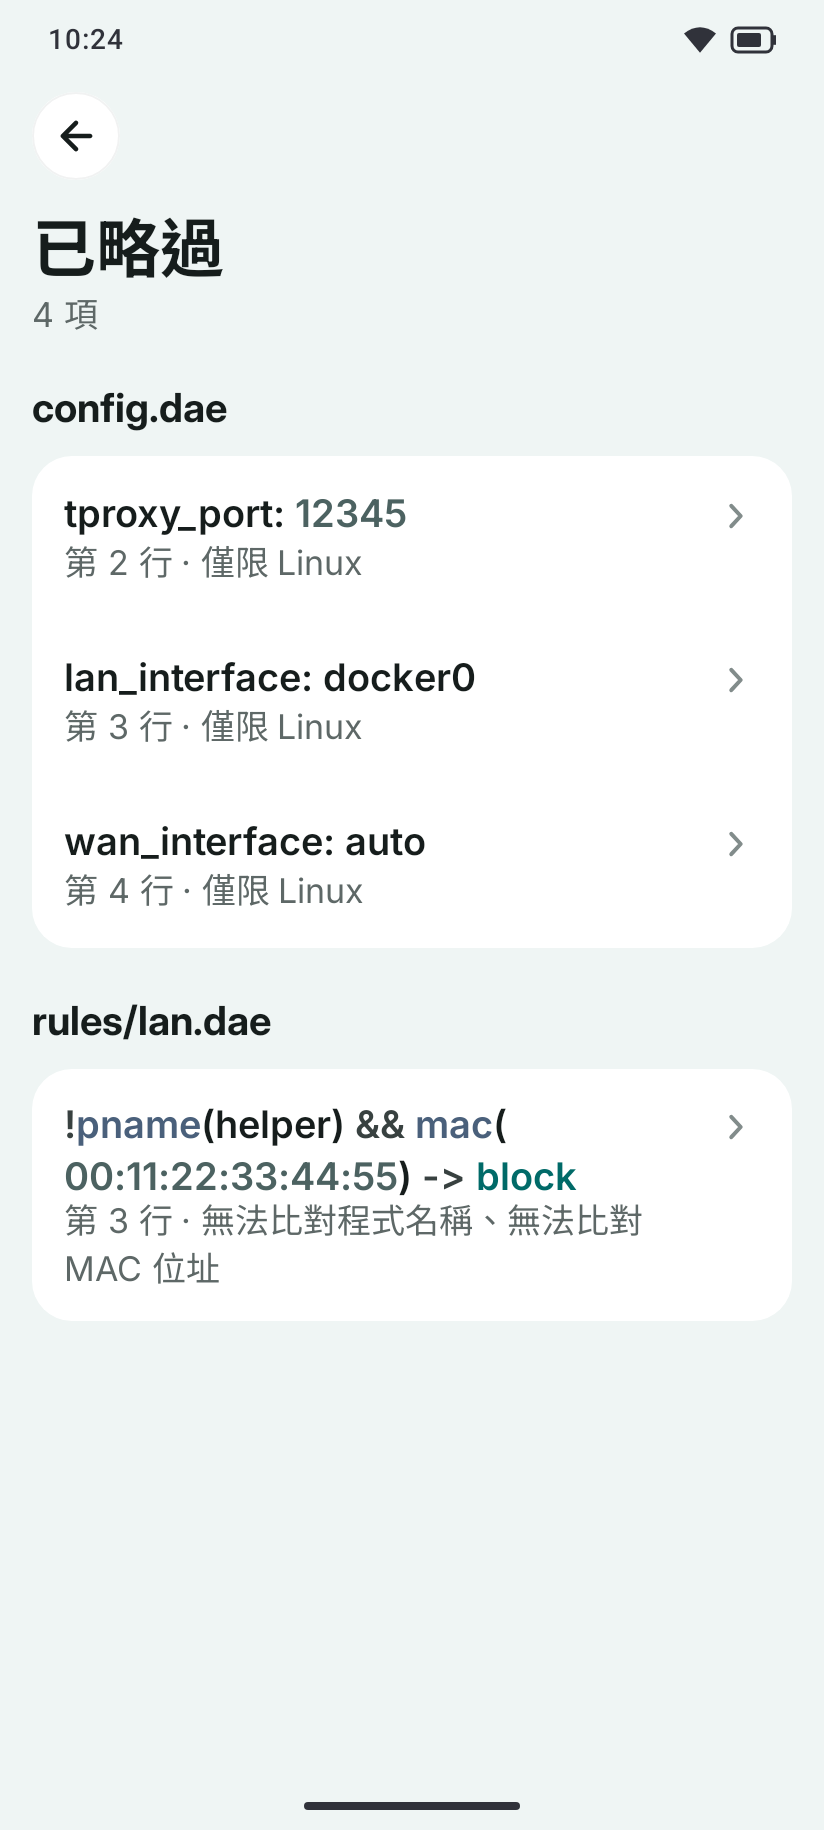 10:24
已略過
4 項
config.dae
tproxy_port: 12345
第 2 行 · 僅限 Linux
lan_interface: docker0
第 3 行 · 僅限 Linux
wan_interface: auto
第 4 行 · 僅限 Linux
rules/lan.dae
!pname(helper) && mac(
00:11:22:33:44:55) -> block
第 3 行 · 無法比對程式名稱、無法比對
MAC 位址